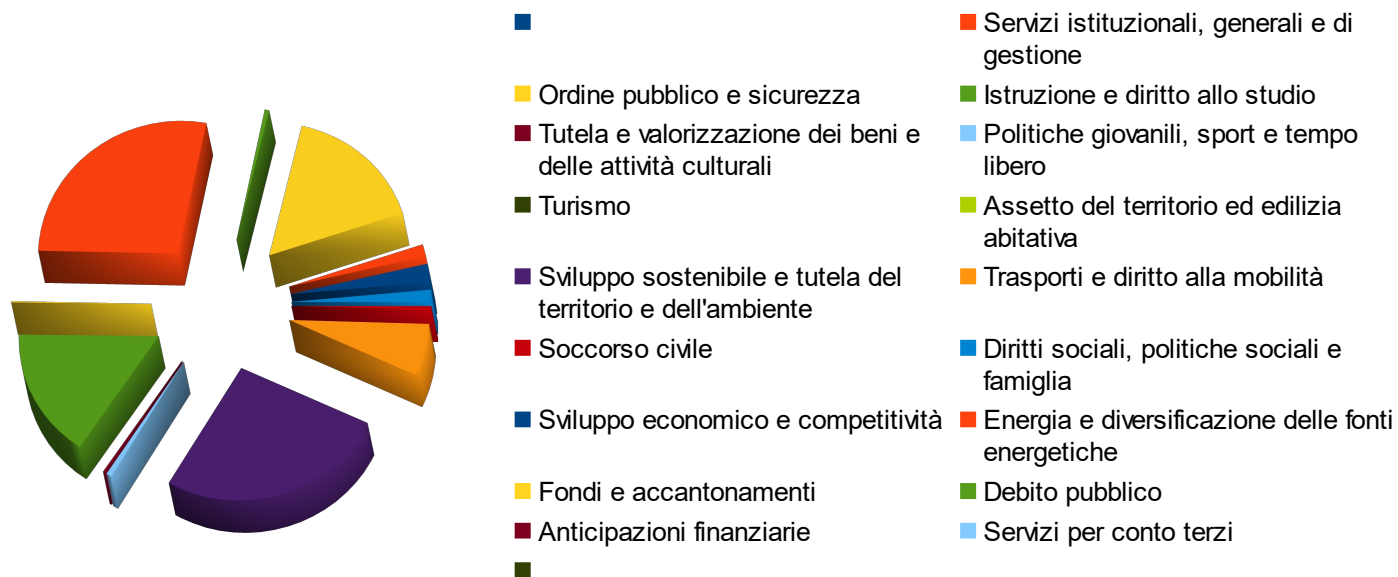 Servizi istituzionali, generali e di
gestione
Ordine pubblico e sicurezza
Istruzione e diritto allo studio
Tutela e valorizzazione dei beni e
delle attività culturali
Politiche giovanili, sport e tempo
libero
Turismo
Assetto del territorio ed edilizia
abitativa
Sviluppo sostenibile e tutela del
territorio e dell'ambiente
Trasporti e diritto alla mobilità
Soccorso civile
Diritti sociali, politiche sociali e
famiglia
Sviluppo economico e competitività
Energia e diversificazione delle fonti
energetiche
Fondi e accantonamenti
Debito pubblico
Anticipazioni finanziarie
Servizi per conto terzi